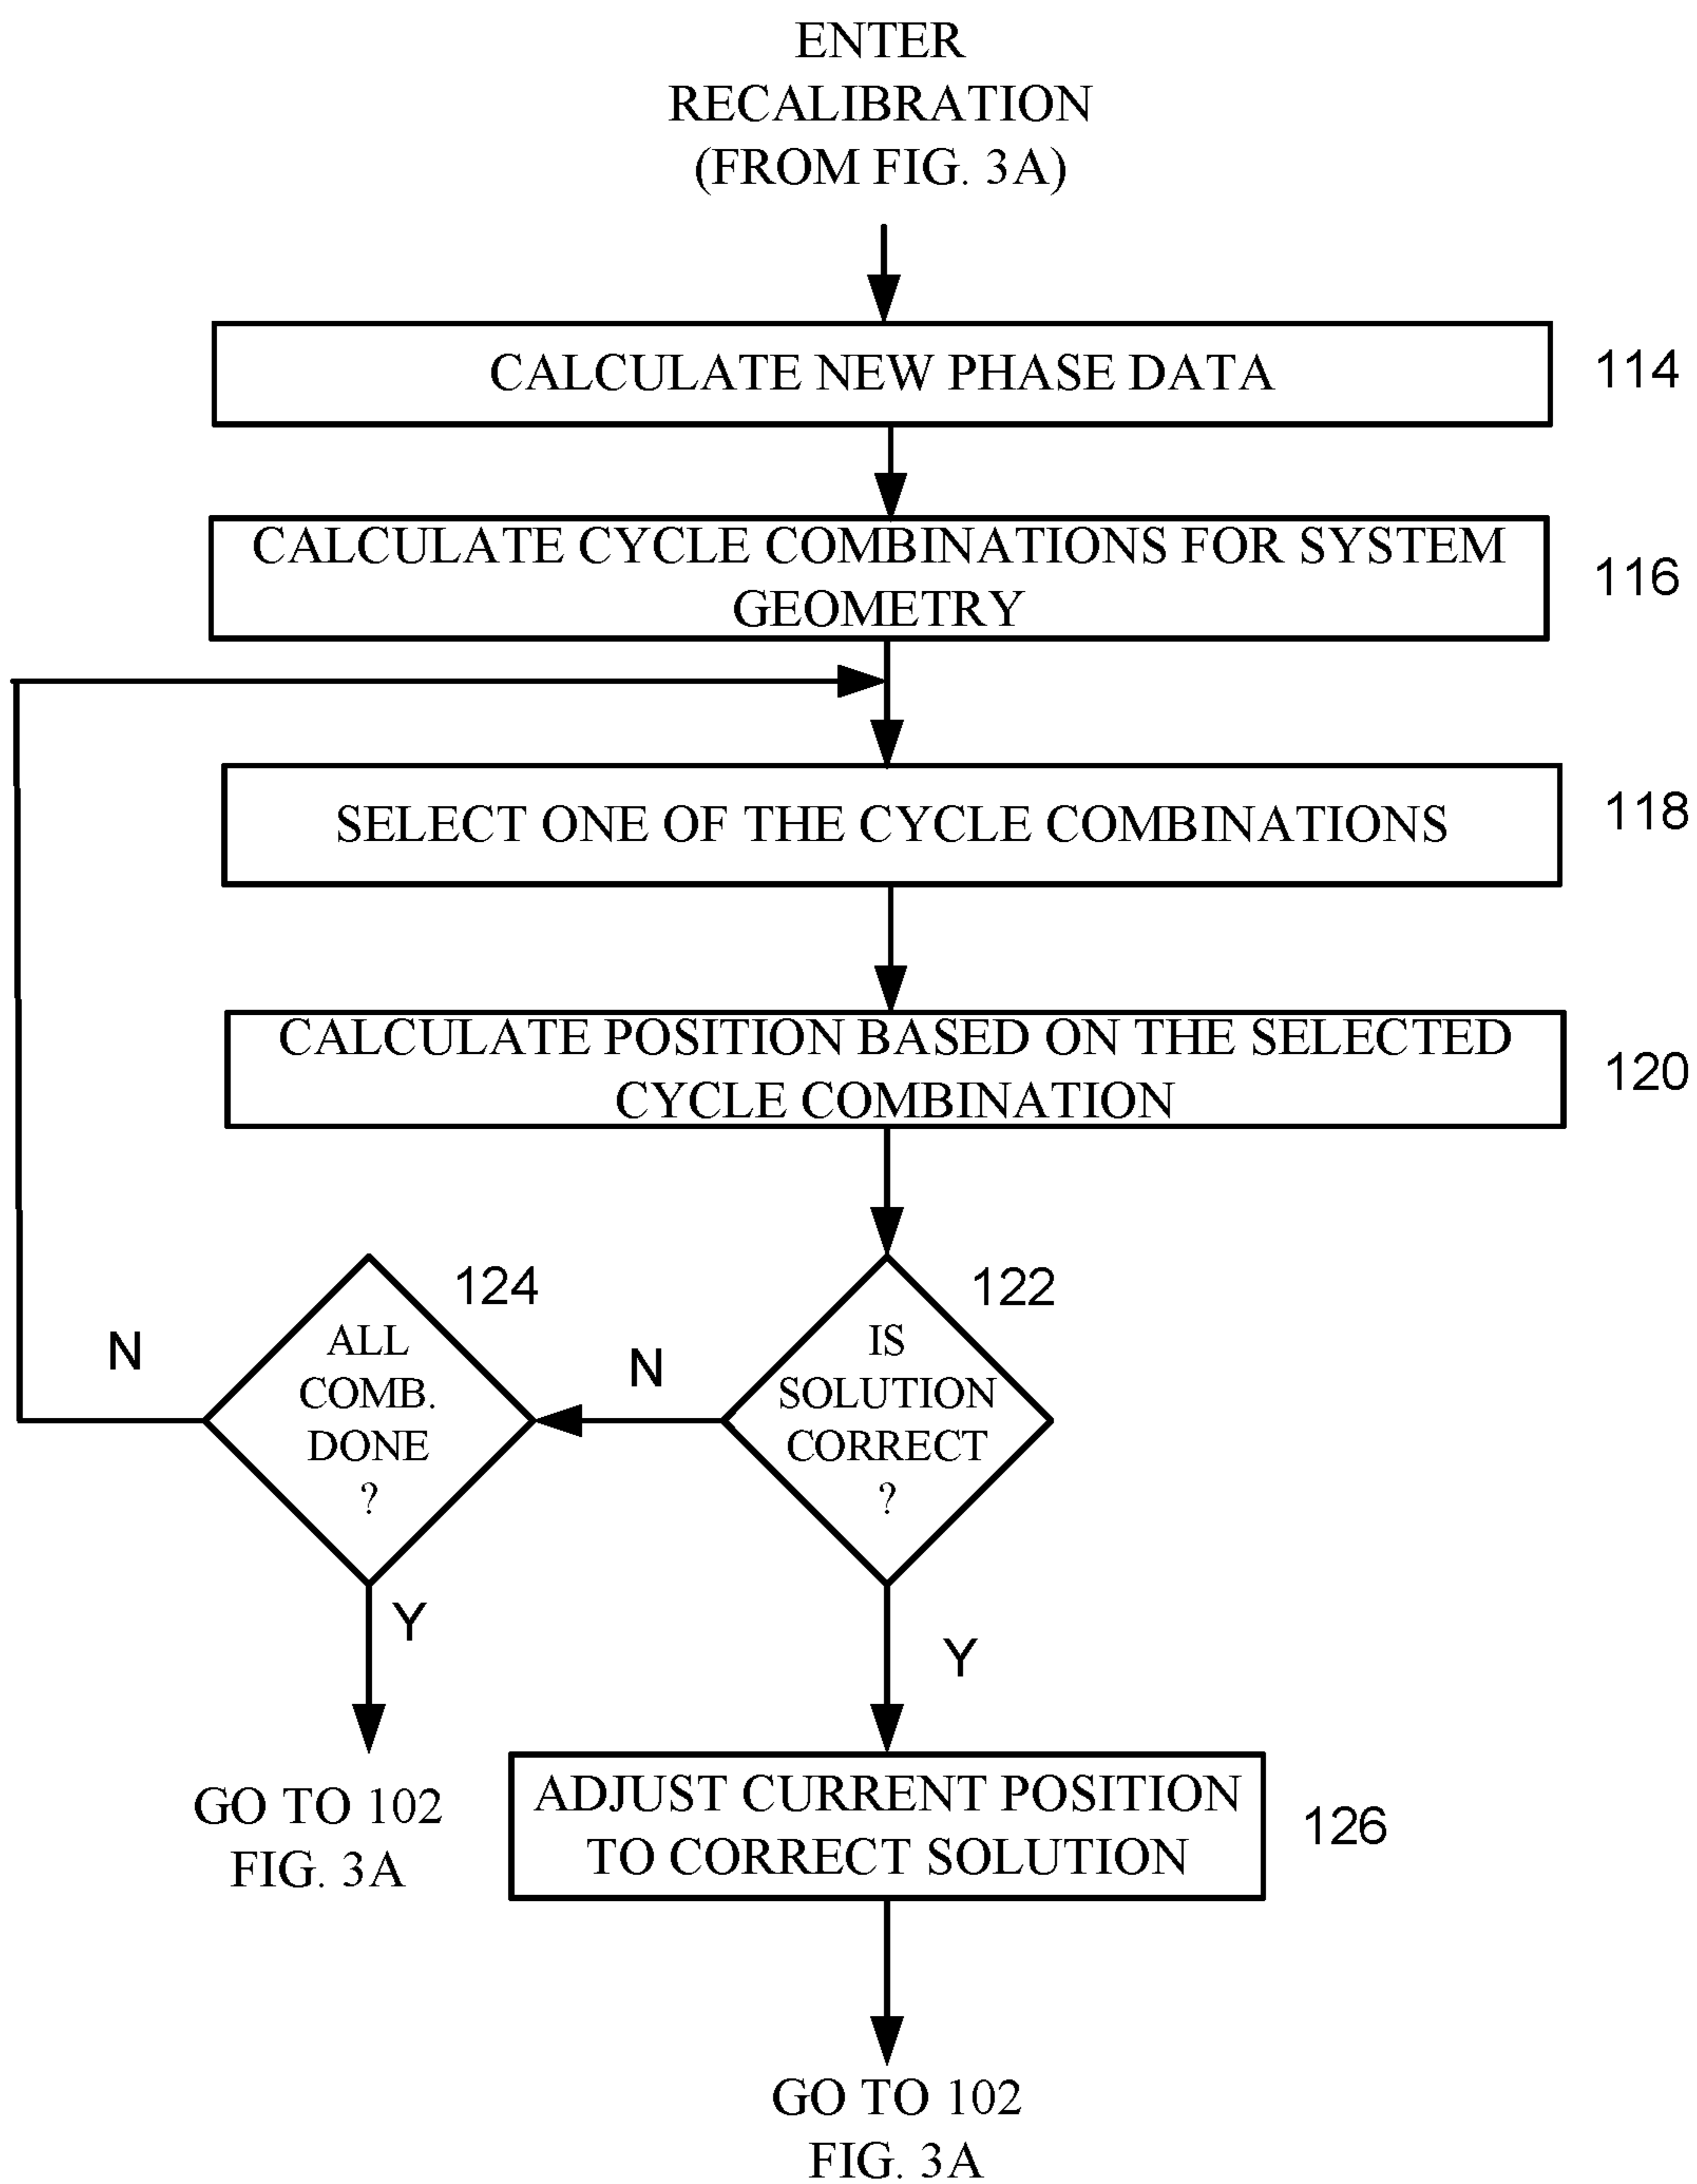 ENTER
RECALIBRATION
(FROM FIG. 3A)
CALCULATE NEW PHASE DATA
114
CALCULATE CYCLE COMBINATIONS FOR SYSTEM
GEOMETRY
116
SELECT ONE OF THE CYCLE COMBINATIONS
118
CALCULATE POSITION BASED ON THE SELECTED
CYCLE COMBINATION
120
124
122
N
ALL
COMB.
DONE
?
N
IS
SOLUTION
CORRECT
?
Y
Y
GO TO 102
FIG. 3A
ADJUST CURRENT POSITION
TO CORRECT SOLUTION
126
GO TO 102
FIG. 3A